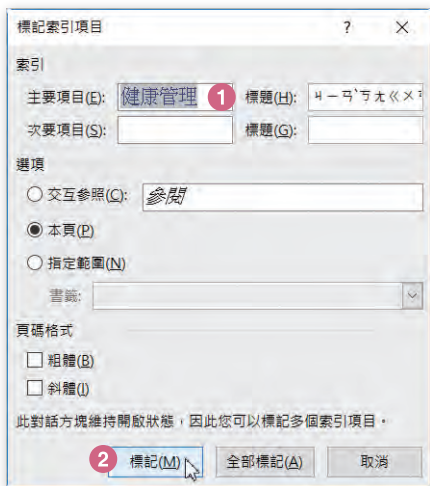 標記索引項目 ? ×
索引
主要項目(E): 健康管理 1 標題(H): ㄐㄧㄢˋㄎㄤㄍㄨ
次要項目(S): 標題(G):
選項
交互參照(C): 參閱
本頁(P)
指定範圍(N)
書籤:
頁碼格式
粗體(B)
斜體(I)
此對話方塊維持開啟狀態，因此您可以標記多個索引項目。
2 標記(M) 全部標記(A) 取消